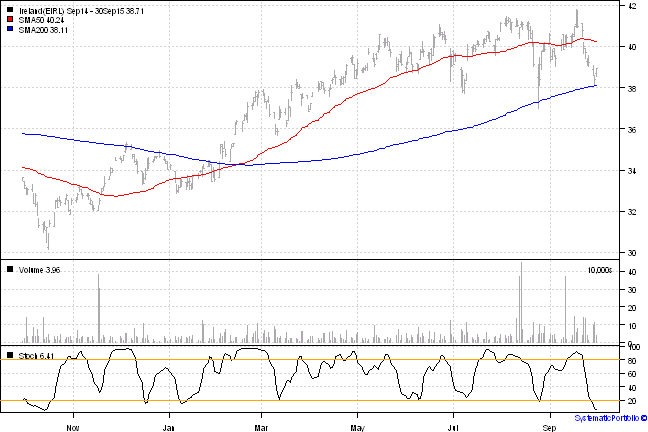 Ireland(EIRL) Sep14 - 30Sep15 38.71
SMA50 40.24
SMA200 38.11
42
40
38
36
34
32
30
Volume 3.96
10,000s
40
30
20
10
0
Stoch 6.41
100
80
60
40
20
Nov Jan Mar May Jul Sep
SystematicPortfolio ©